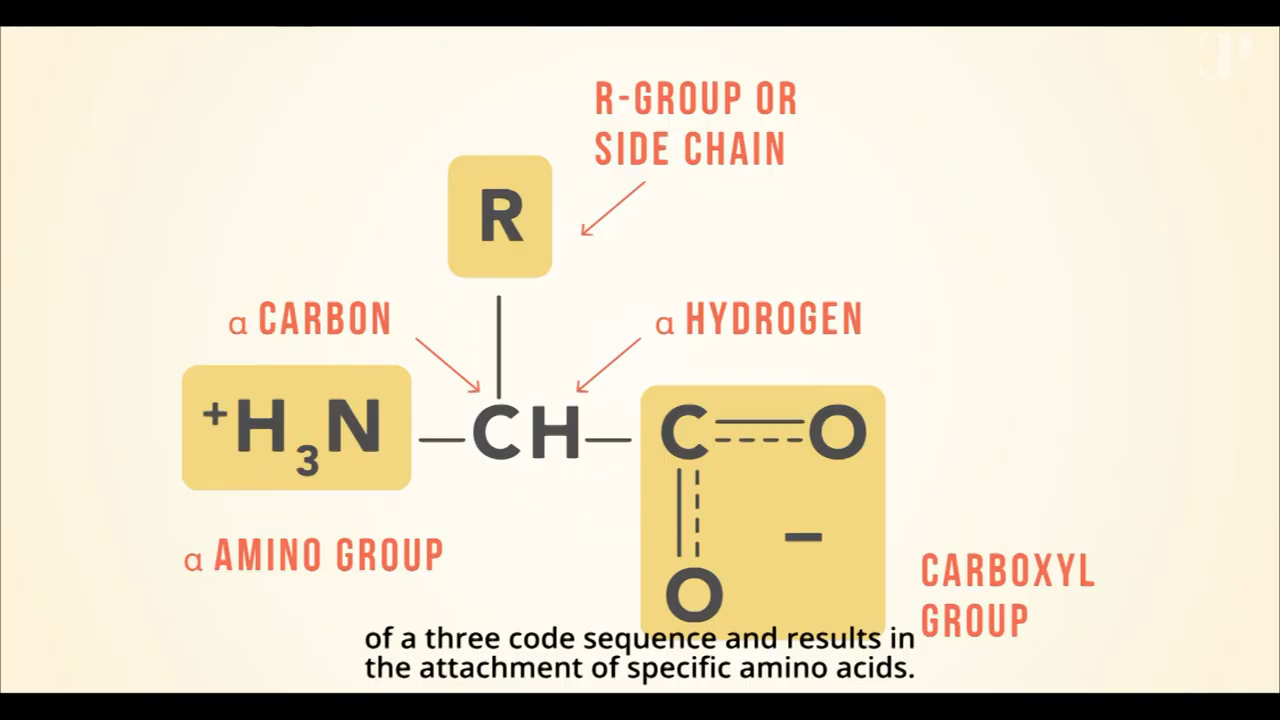 R-GROUP OR
SIDE CHAIN
R
α CARBON
α HYDROGEN
⁺H₃N
CH
C
O
−
O
α AMINO GROUP
CARBOXYL
GROUP
of a three code sequence and results in
the attachment of specific amino acids.